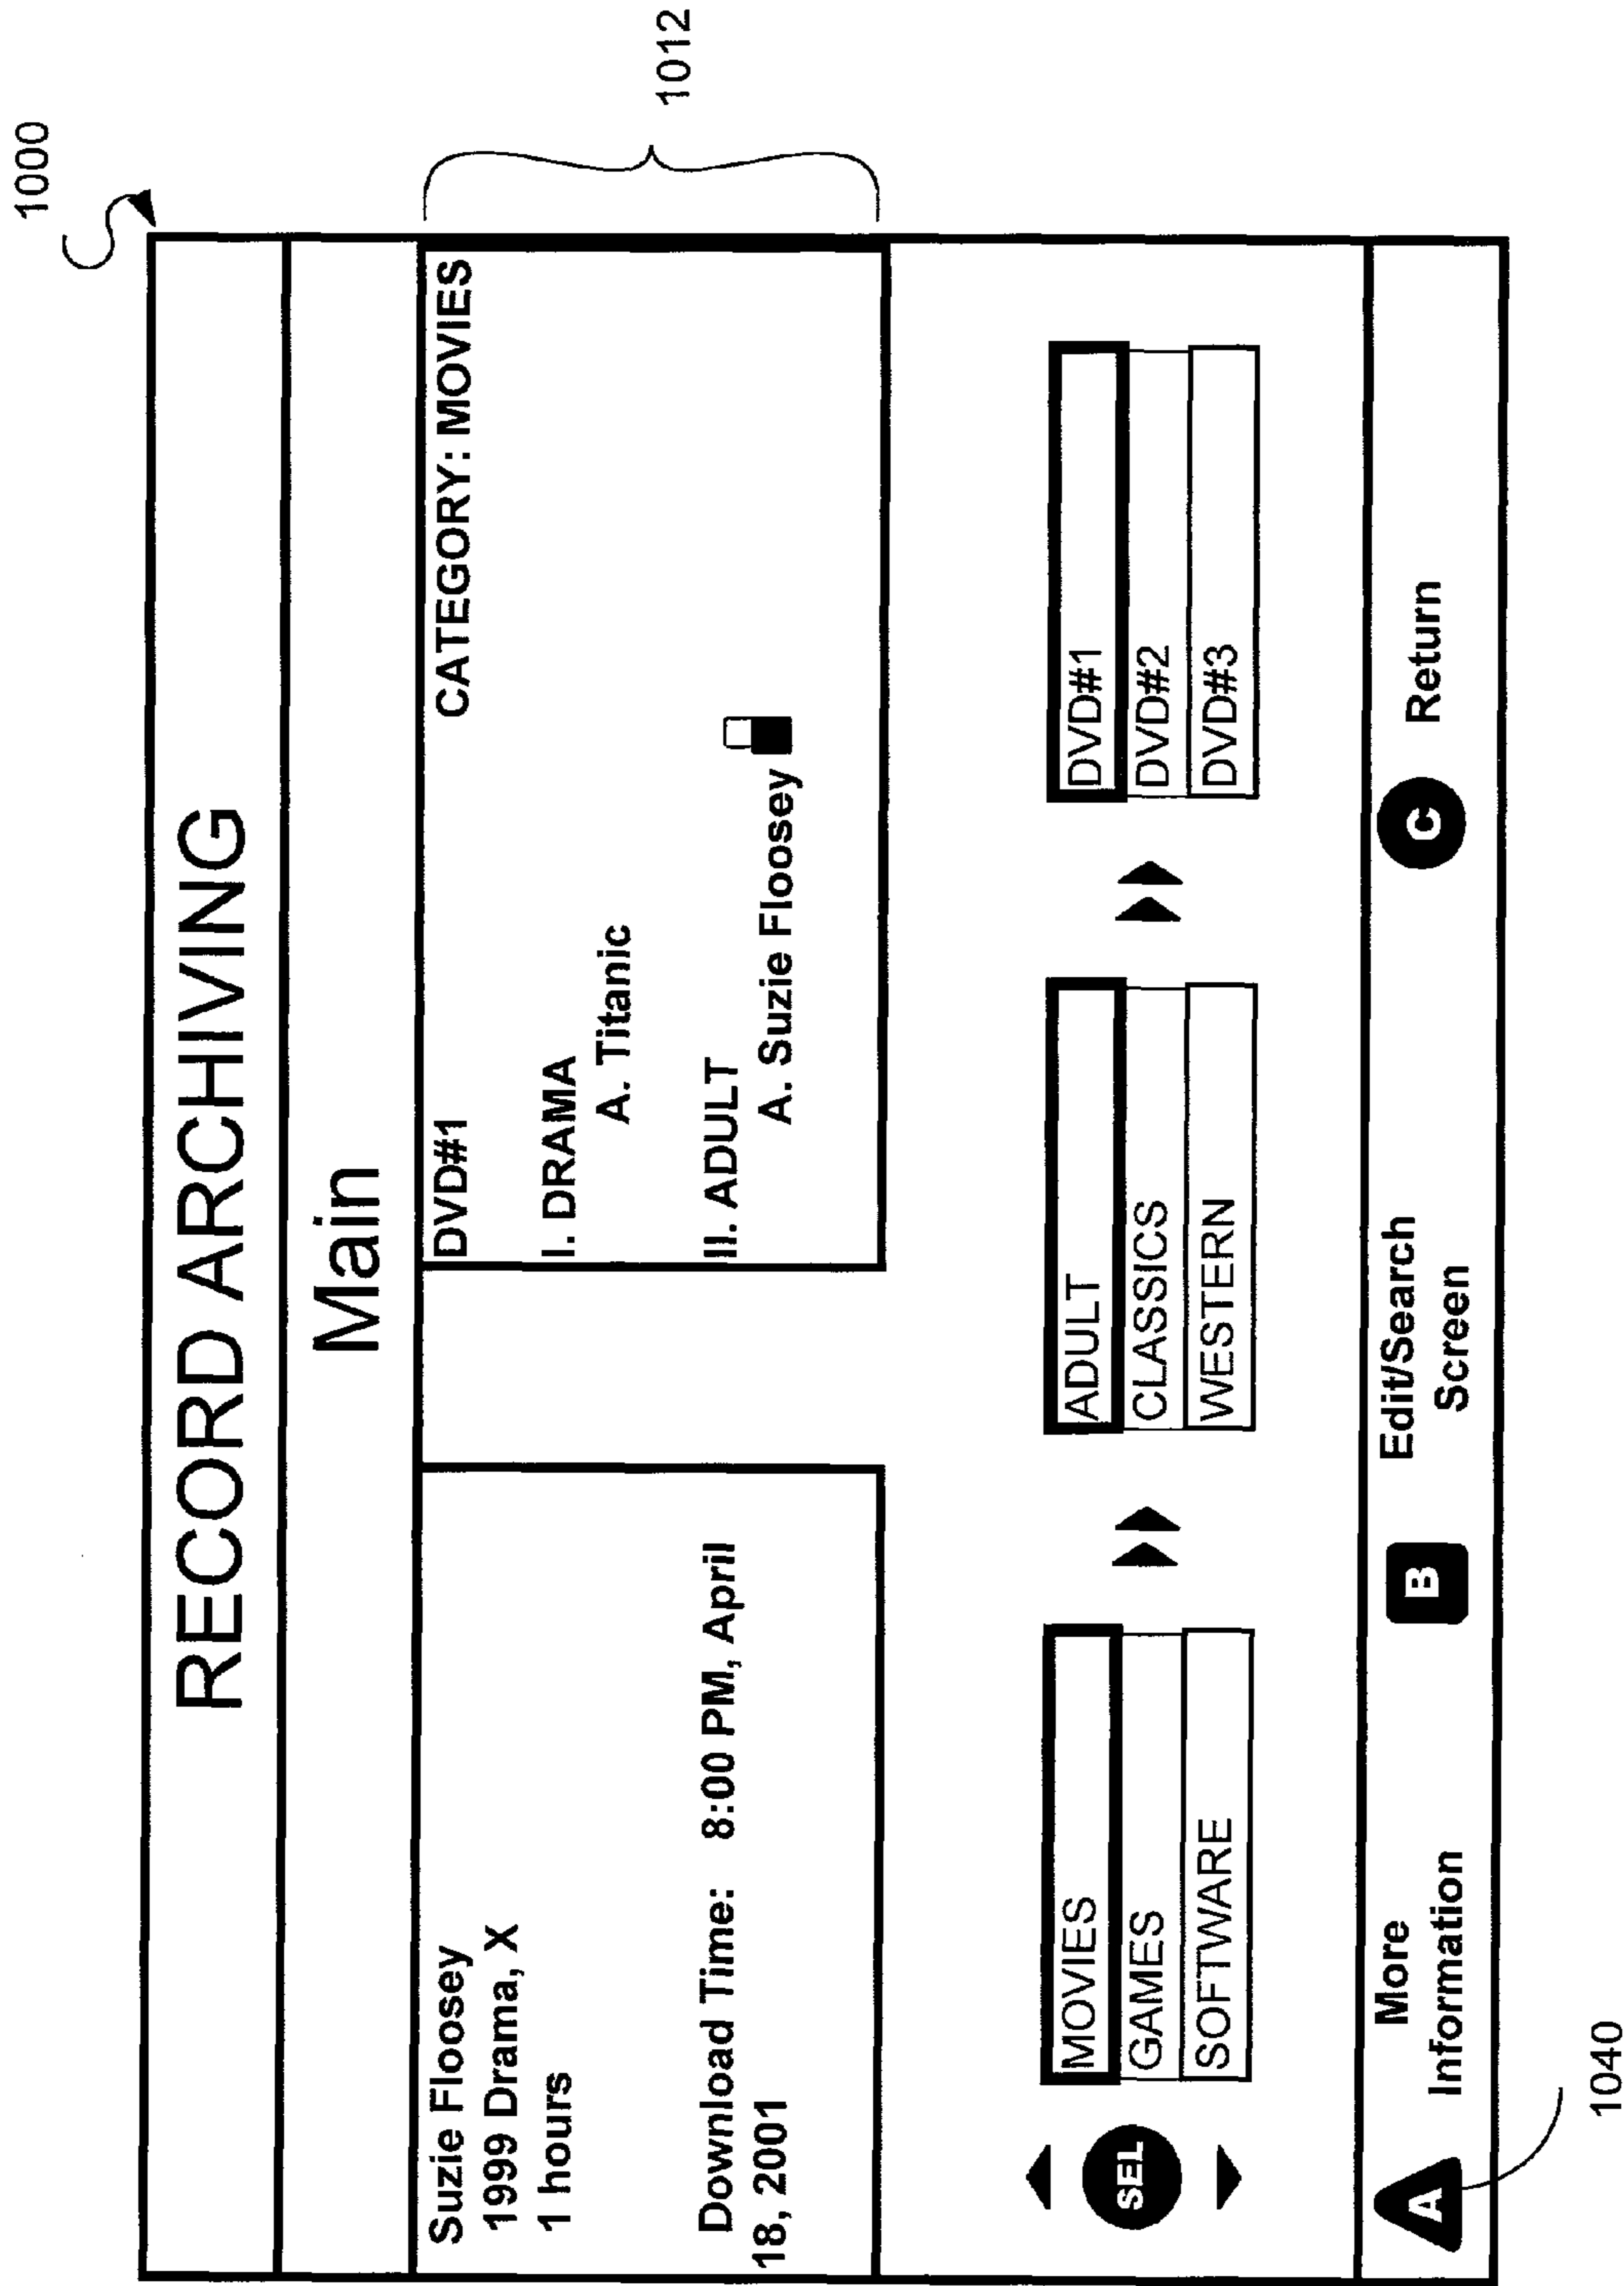 1000
RECORD ARCHIVING
Main
Suzie Floosey
1999 Drama, X
1 hours
Download Time: 8:00 PM, April
18, 2001
DVD#1 CATEGORY: MOVIES
I. DRAMA
A. Titanic
II. ADULT
A. Suzie Floosey
1012
SEL
MOVIES
GAMES
SOFTWARE
ADULT
CLASSICS
WESTERN
DVD#1
DVD#2
DVD#3
A More
Information
B Edit/Search
Screen
C Return
1040